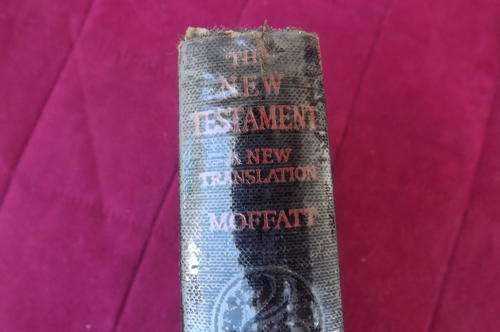 THE
NEW
TESTAMENT
A NEW
TRANSLATION
MOFFATT